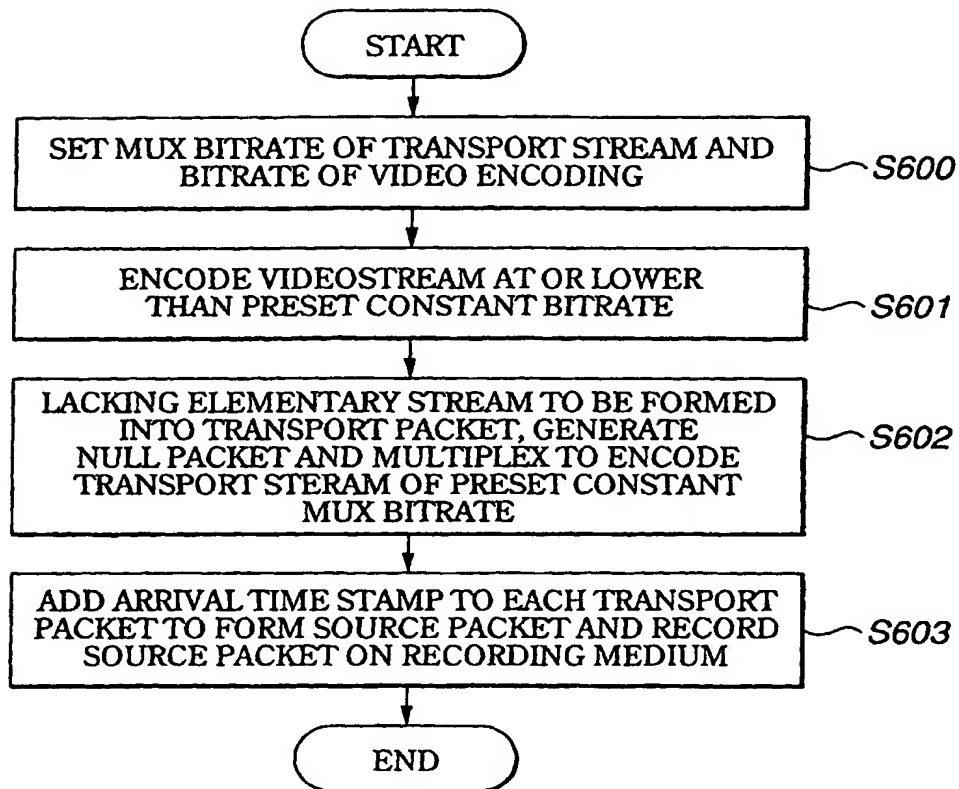 START
SET MUX BITRATE OF TRANSPORT STREAM AND
BITRATE OF VIDEO ENCODING
S600
ENCODE VIDEOSTREAM AT OR LOWER
THAN PRESET CONSTANT BITRATE
S601
LACKING ELEMENTARY STREAM TO BE FORMED
INTO TRANSPORT PACKET, GENERATE
NULL PACKET AND MULTIPLEX TO ENCODE
TRANSPORT STERAM OF PRESET CONSTANT
MUX BITRATE
S602
ADD ARRIVAL TIME STAMP TO EACH TRANSPORT
PACKET TO FORM SOURCE PACKET AND RECORD
SOURCE PACKET ON RECORDING MEDIUM
S603
END